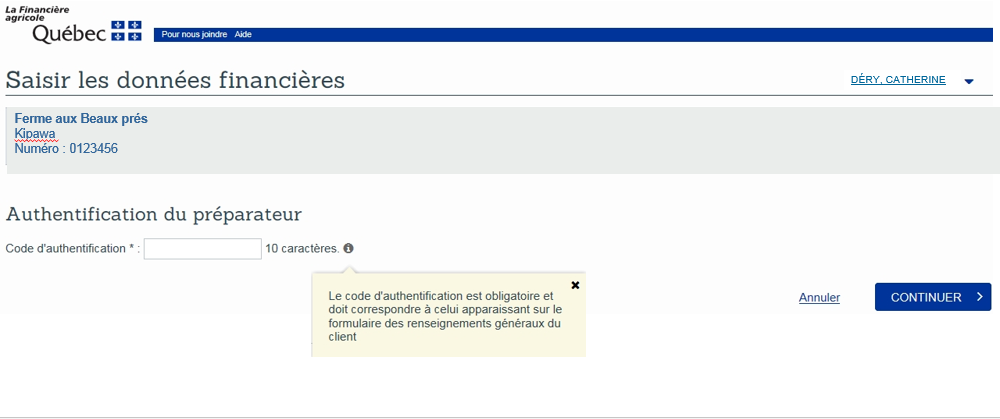 La Financière
agricole
Québec
Pour nous joindre Aide
Saisir les données financières
DÉRY, CATHERINE
Ferme aux Beaux prés
Kipawa
Numéro : 0123456
Authentification du préparateur
Code d'authentification * : 10 caractères.
Le code d'authentification est obligatoire et
doit correspondre à celui apparaissant sur le
formulaire des renseignements généraux du
client
Annuler
CONTINUER